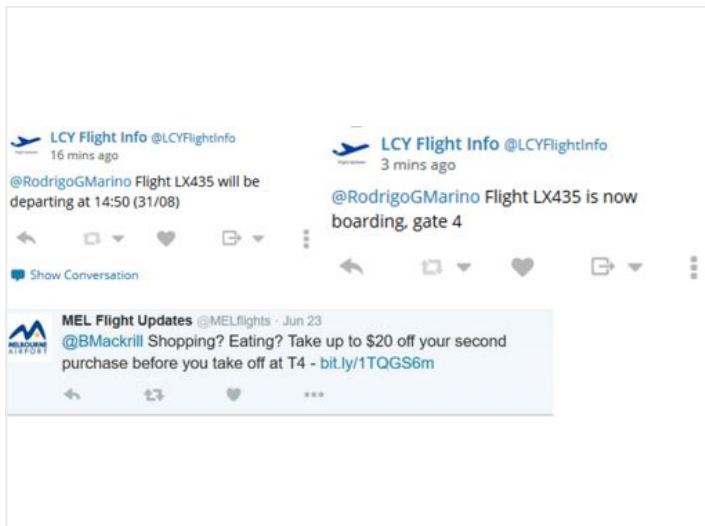 LCY Flight Info @LCYFlightInfo
16 mins ago
@RodrigoGMarino Flight LX435 will be
departing at 14:50 (31/08)
Show Conversation
LCY Flight Info @LCYFlightInfo
3 mins ago
@RodrigoGMarino Flight LX435 is now
boarding, gate 4
MELBOURNE
AIRPORT
MEL Flight Updates @MELflights · Jun 23
@BMackrill Shopping? Eating? Take up to $20 off your second
purchase before you take off at T4 - bit.ly/1TQGS6m